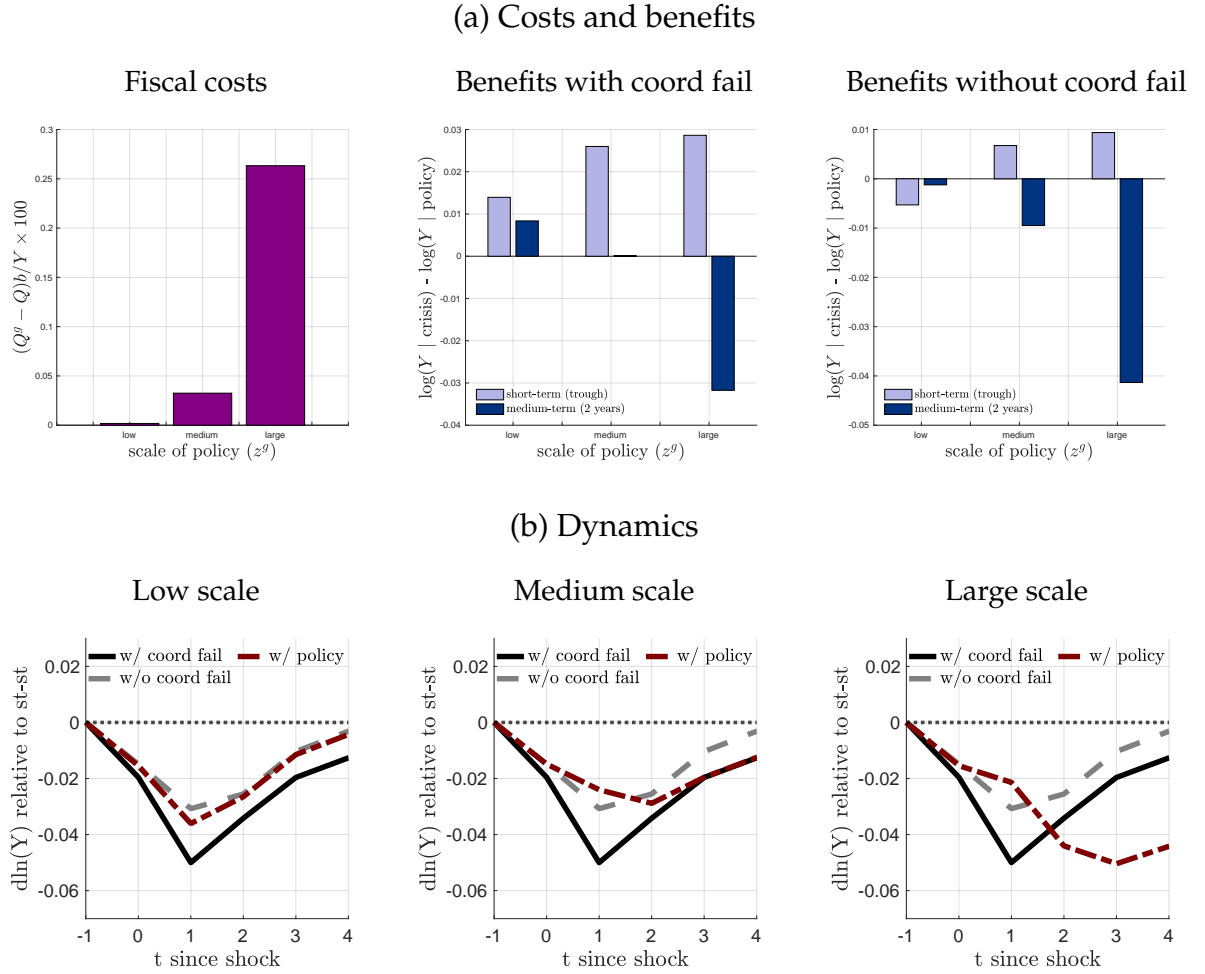 (a) Costs and benefits
Fiscal costs
Benefits with coord fail
Benefits without coord fail
0.3
0.25
0.2
0.15
0.1
0.05
0
(Q^g − Q)b/Y × 100
low
medium
large
scale of policy (z^g)
0.03
0.02
0.01
0
-0.01
-0.02
-0.03
-0.04
log(Y | crisis) - log(Y | policy)
short-term (trough)
medium-term (2 years)
low
medium
large
scale of policy (z^g)
0.01
0
-0.01
-0.02
-0.03
-0.04
-0.05
log(Y | crisis) - log(Y | policy)
short-term (trough)
medium-term (2 years)
low
medium
large
scale of policy (z^g)
(b) Dynamics
Low scale
Medium scale
Large scale
w/ coord fail
w/ policy
w/o coord fail
0.02
0
-0.02
-0.04
-0.06
dln(Y) relative to st-st
-1 0 1 2 3 4
t since shock
w/ coord fail
w/ policy
w/o coord fail
0.02
0
-0.02
-0.04
-0.06
dln(Y) relative to st-st
-1 0 1 2 3 4
t since shock
w/ coord fail
w/ policy
w/o coord fail
0.02
0
-0.02
-0.04
-0.06
dln(Y) relative to st-st
-1 0 1 2 3 4
t since shock